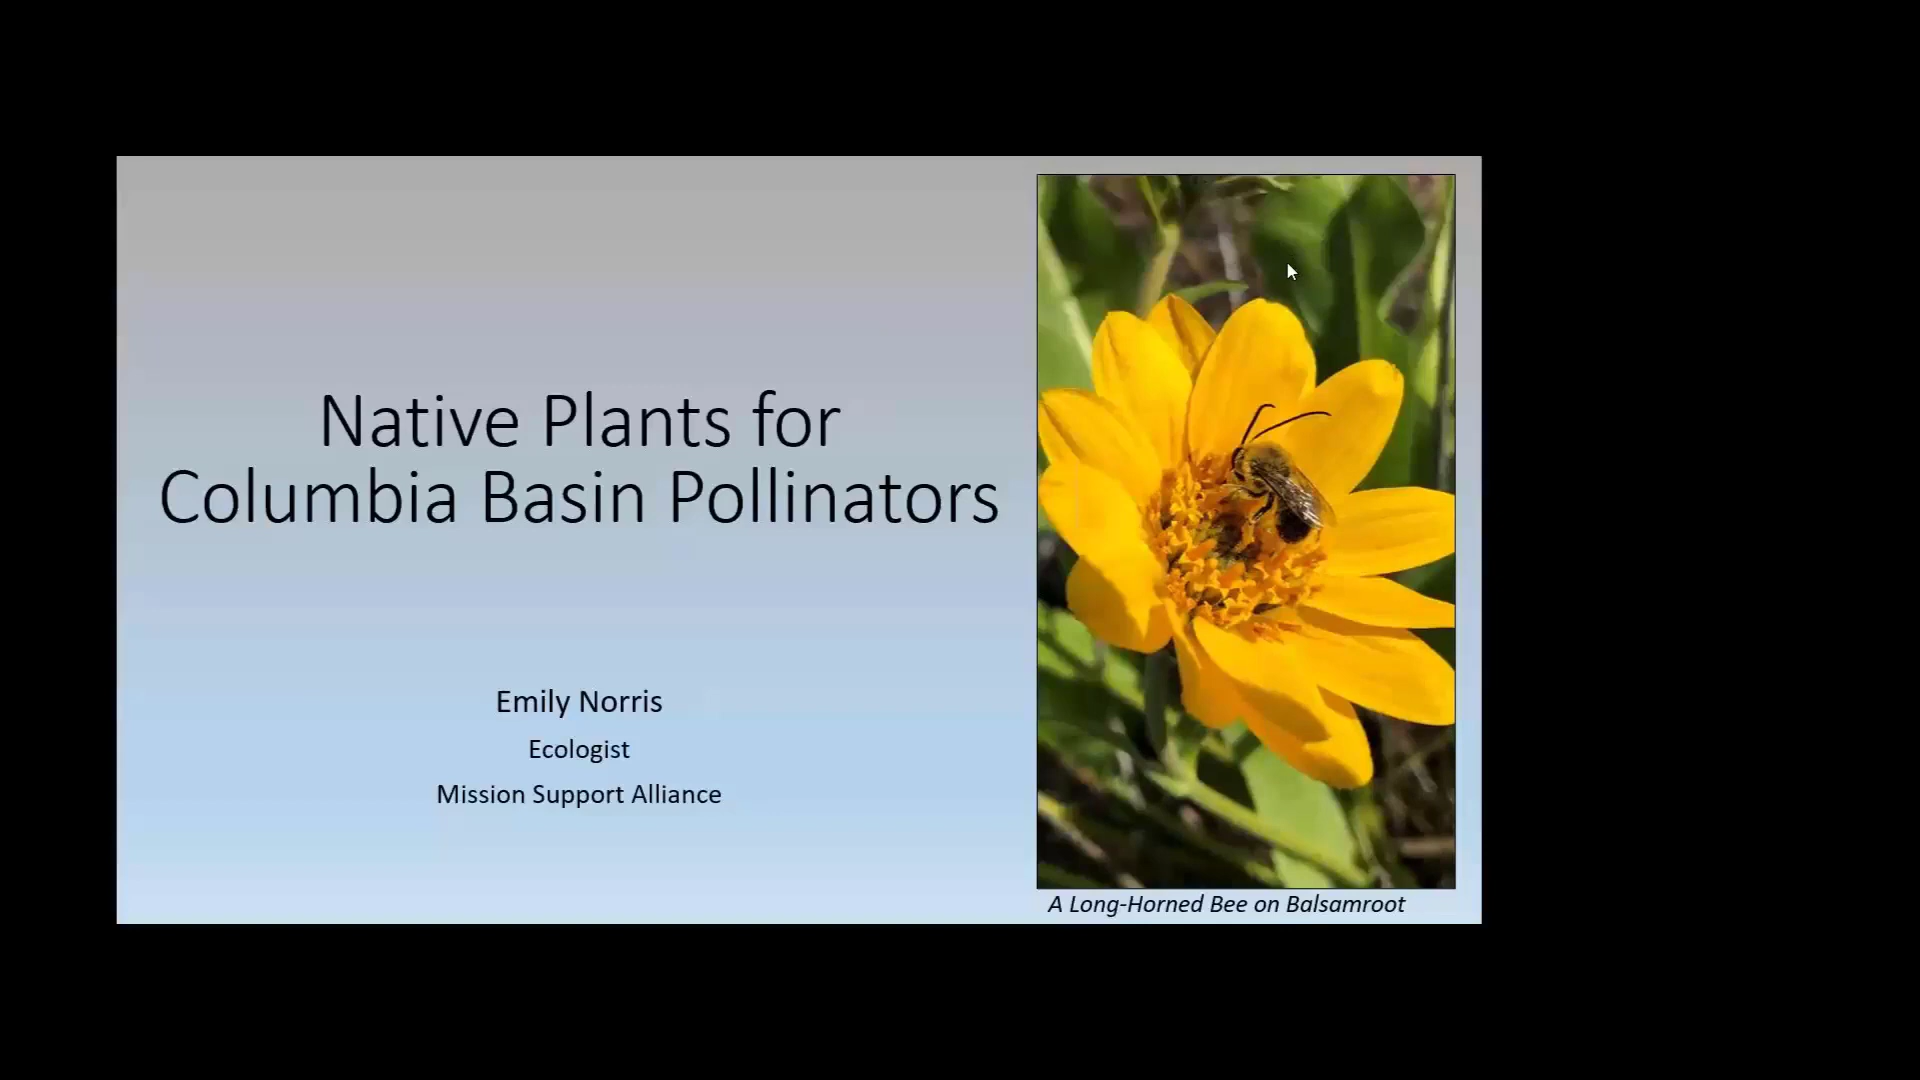 Native Plants for
Columbia Basin Pollinators
Emily Norris
Ecologist
Mission Support Alliance
A Long-Horned Bee on Balsamroot